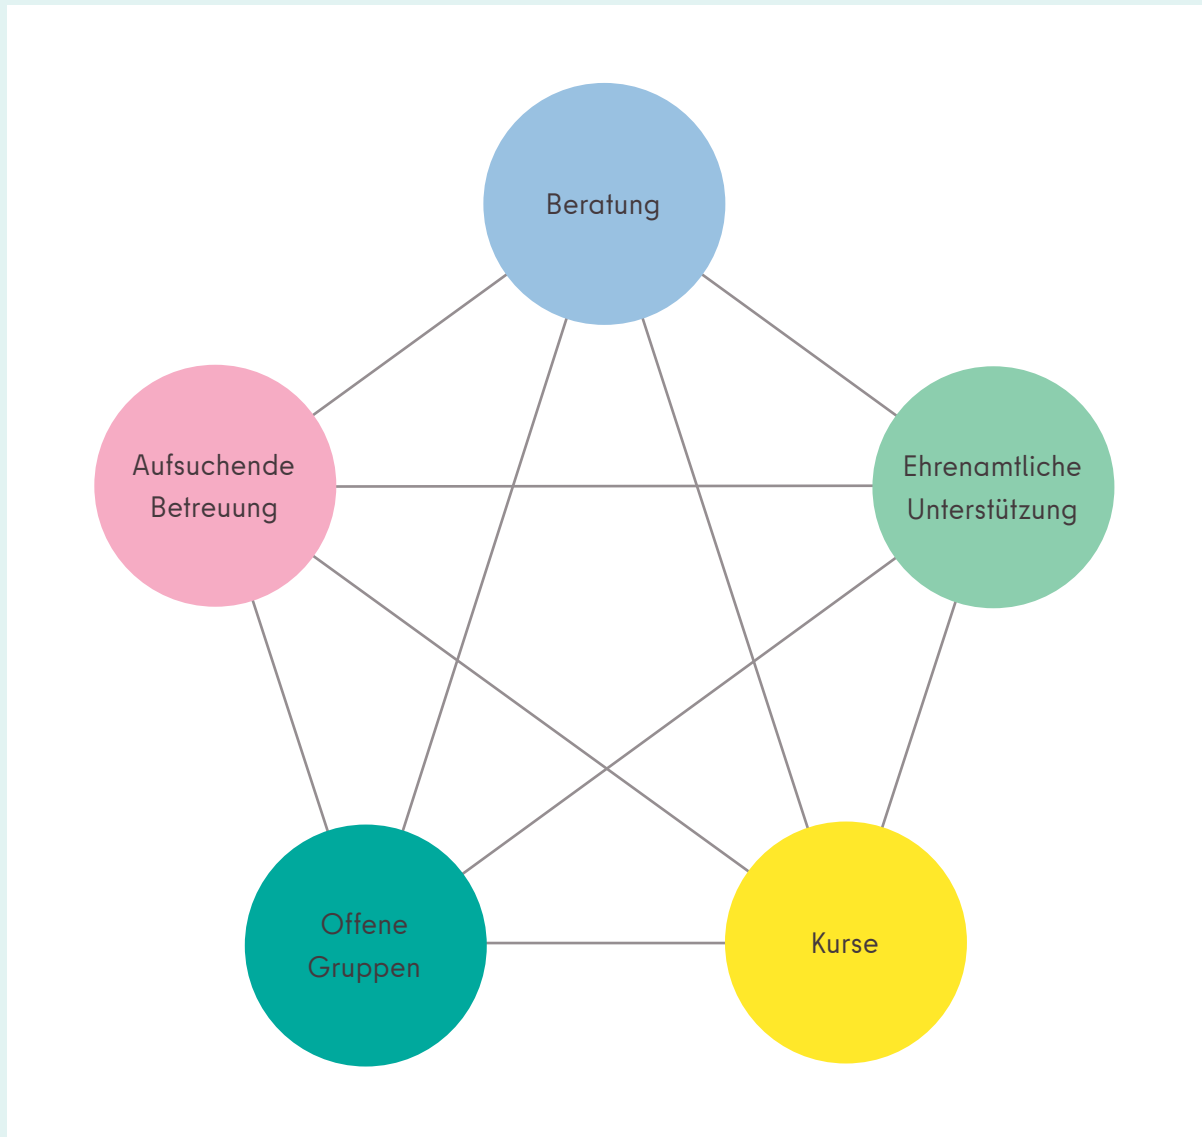 Beratung
Aufsuchende
Betreuung
Ehrenamtliche
Unterstützung
Offene
Gruppen
Kurse